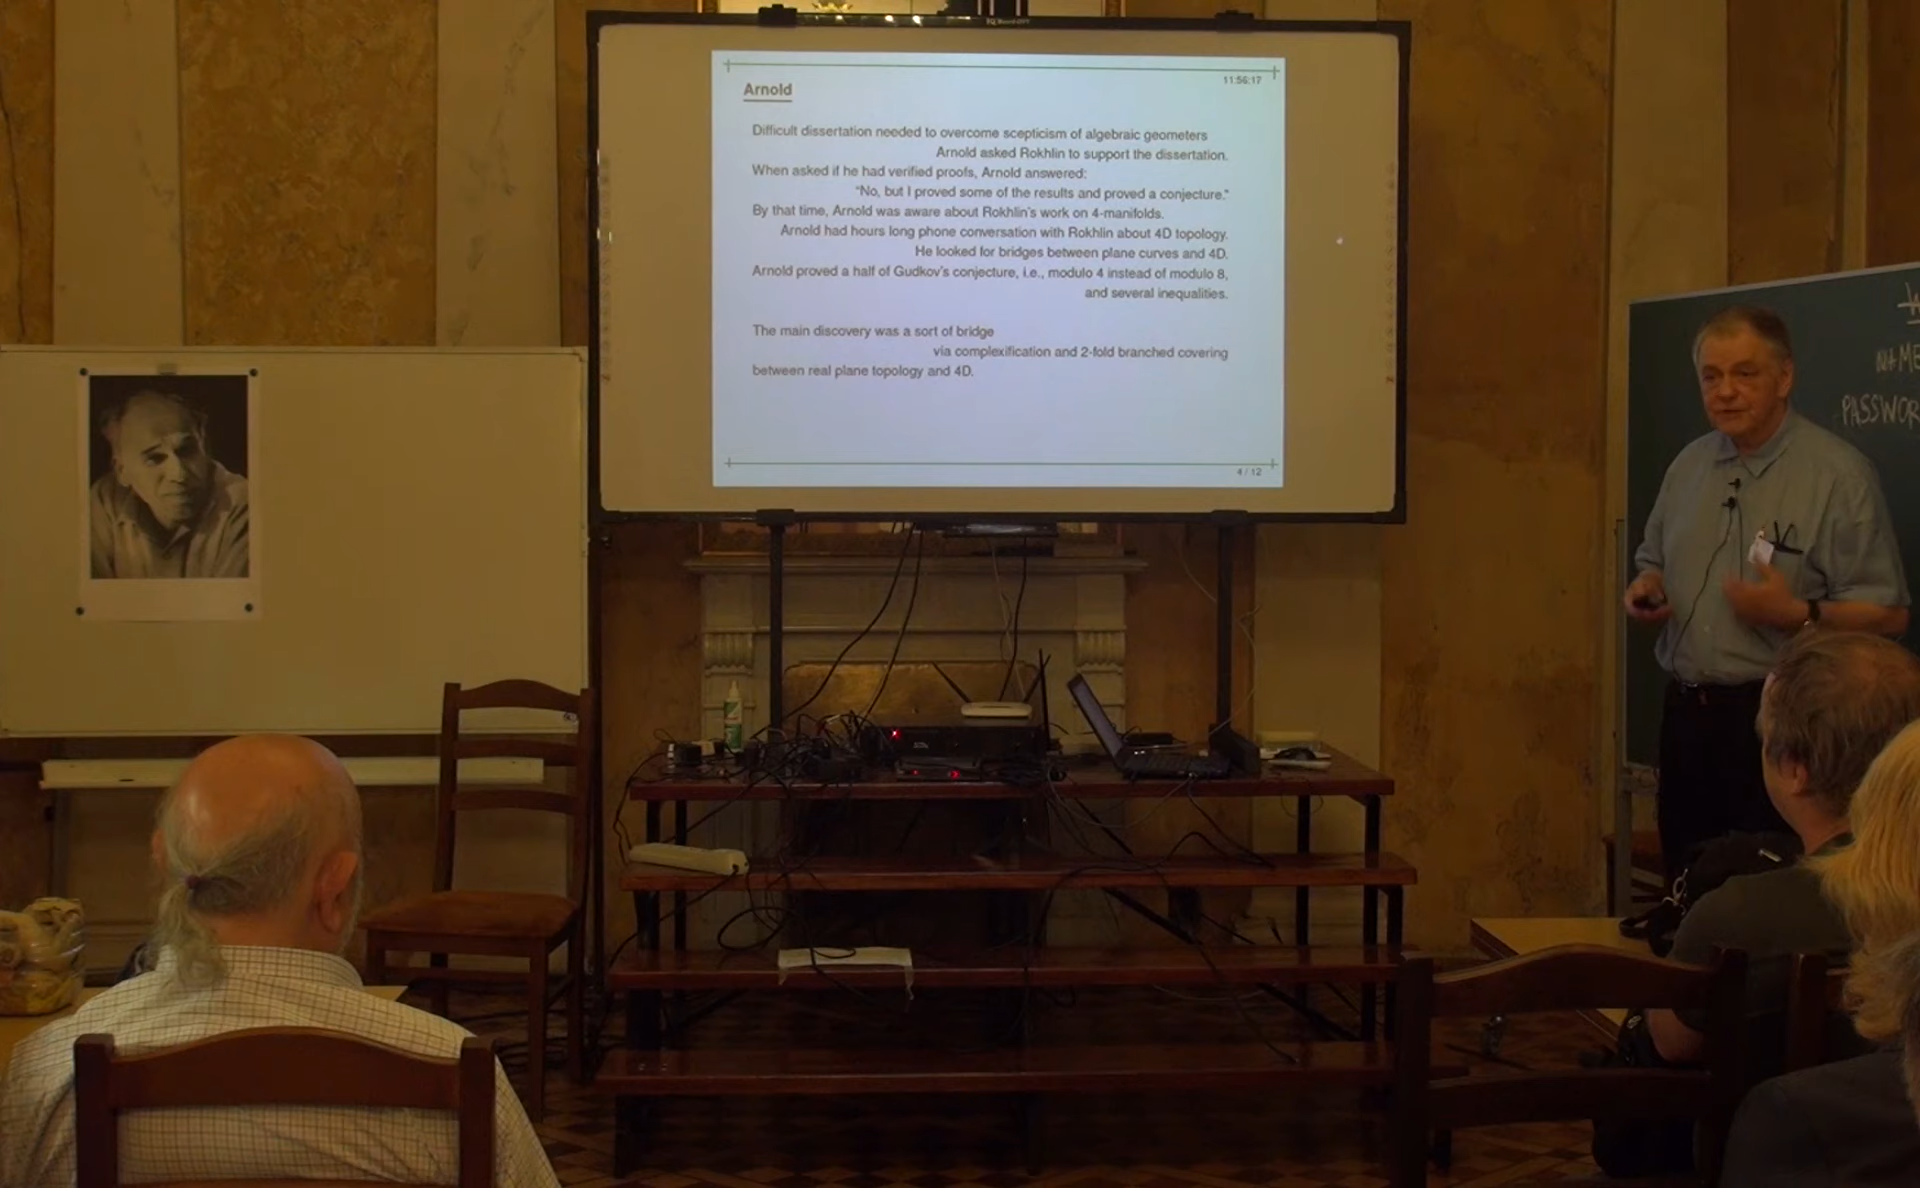 11:56:17
Arnold
Difficult dissertation needed to overcome scepticism of algebraic geometers
Arnold asked Rokhlin to support the dissertation.
When asked if he had verified proofs, Arnold answered:
"No, but I proved some of the results and proved a conjecture."
By that time, Arnold was aware about Rokhlin's work on 4-manifolds.
Arnold had hours long phone conversation with Rokhlin about 4D topology.
He looked for bridges between plane curves and 4D.
Arnold proved a half of Gudkov's conjecture, i.e., modulo 4 instead of modulo 8,
and several inequalities.
The main discovery was a sort of bridge
via complexification and 2-fold branched covering
between real plane topology and 4D.
4 / 12
PASSWOR